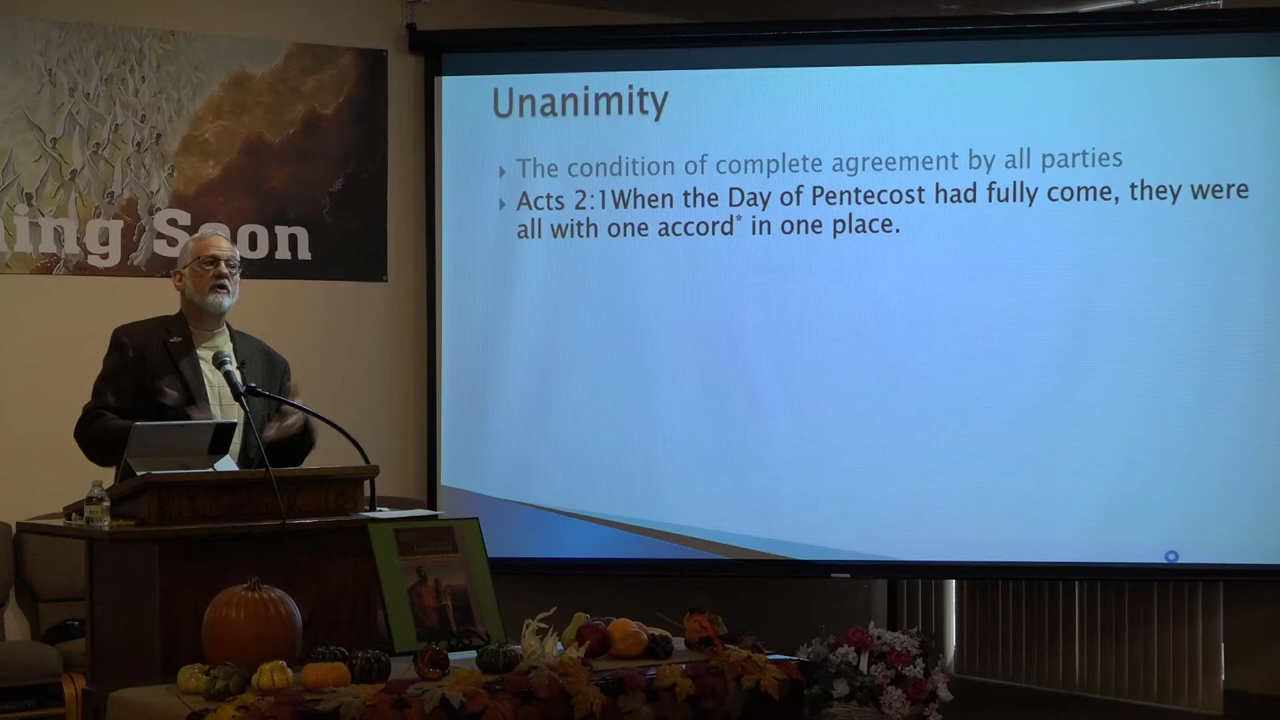 ing Soon
Unanimity
The condition of complete agreement by all parties
Acts 2:1When the Day of Pentecost had fully come, they were
all with one accord* in one place.